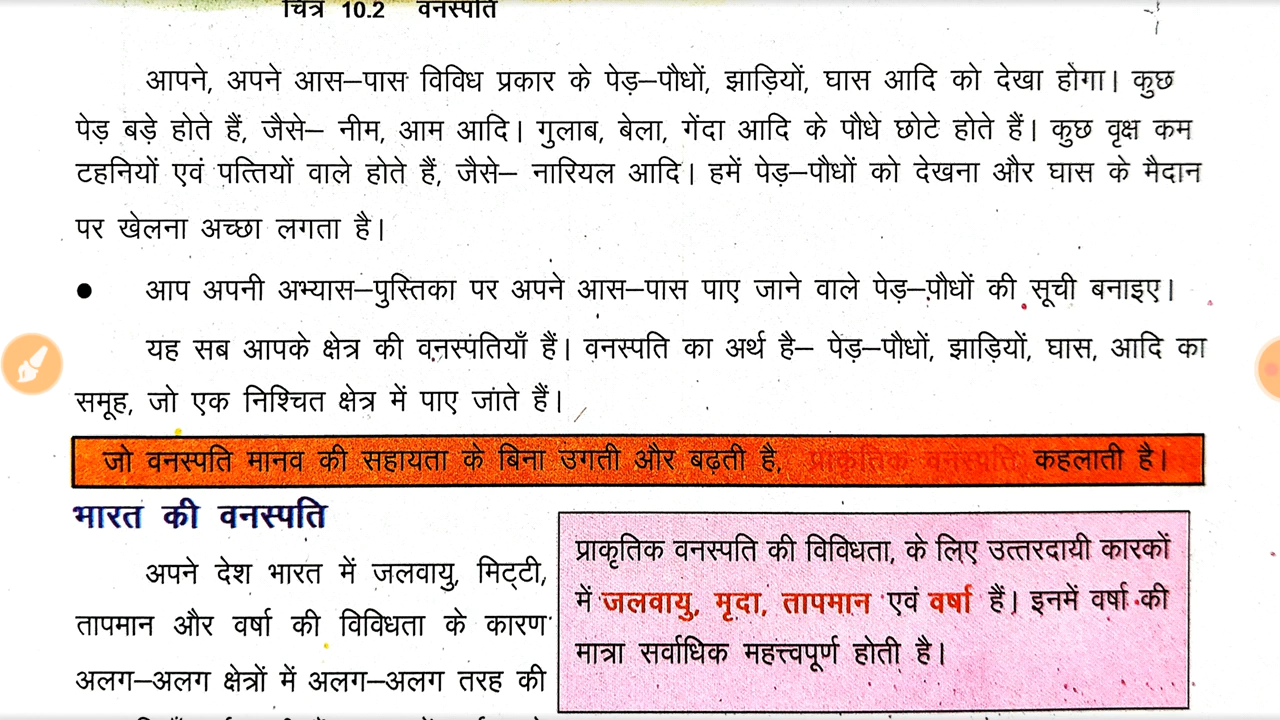 चित्र 10.2 वनस्पति
आपने, अपने आस–पास विविध प्रकार के पेड़–पौधों, झाड़ियों, घास आदि को देखा होगा। कुछ
पेड़ बड़े होते हैं, जैसे– नीम, आम आदि। गुलाब, बेला, गेंदा आदि के पौधे छोटे होते हैं। कुछ वृक्ष कम
टहनियों एवं पत्तियों वाले होते हैं, जैसे– नारियल आदि। हमें पेड़–पौधों को देखना और घास के मैदान
पर खेलना अच्छा लगता है।
● आप अपनी अभ्यास–पुस्तिका पर अपने आस–पास पाए जाने वाले पेड़–पौधों की सूची बनाइए।
यह सब आपके क्षेत्र की वनस्पतियाँ हैं। वनस्पति का अर्थ है– पेड़–पौधों, झाड़ियों, घास, आदि का
समूह, जो एक निश्चित क्षेत्र में पाए जाते हैं।
जो वनस्पति मानव की सहायता के बिना उगती और बढ़ती है, प्राकृतिक वनस्पति कहलाती है।
भारत की वनस्पति
अपने देश भारत में जलवायु, मिट्टी,
तापमान और वर्षा की विविधता के कारण
अलग–अलग क्षेत्रों में अलग–अलग तरह की
प्राकृतिक वनस्पति की विविधता, के लिए उत्तरदायी कारकों
में जलवायु, मृदा, तापमान एवं वर्षा हैं। इनमें वर्षा की
मात्रा सर्वाधिक महत्त्वपूर्ण होती है।